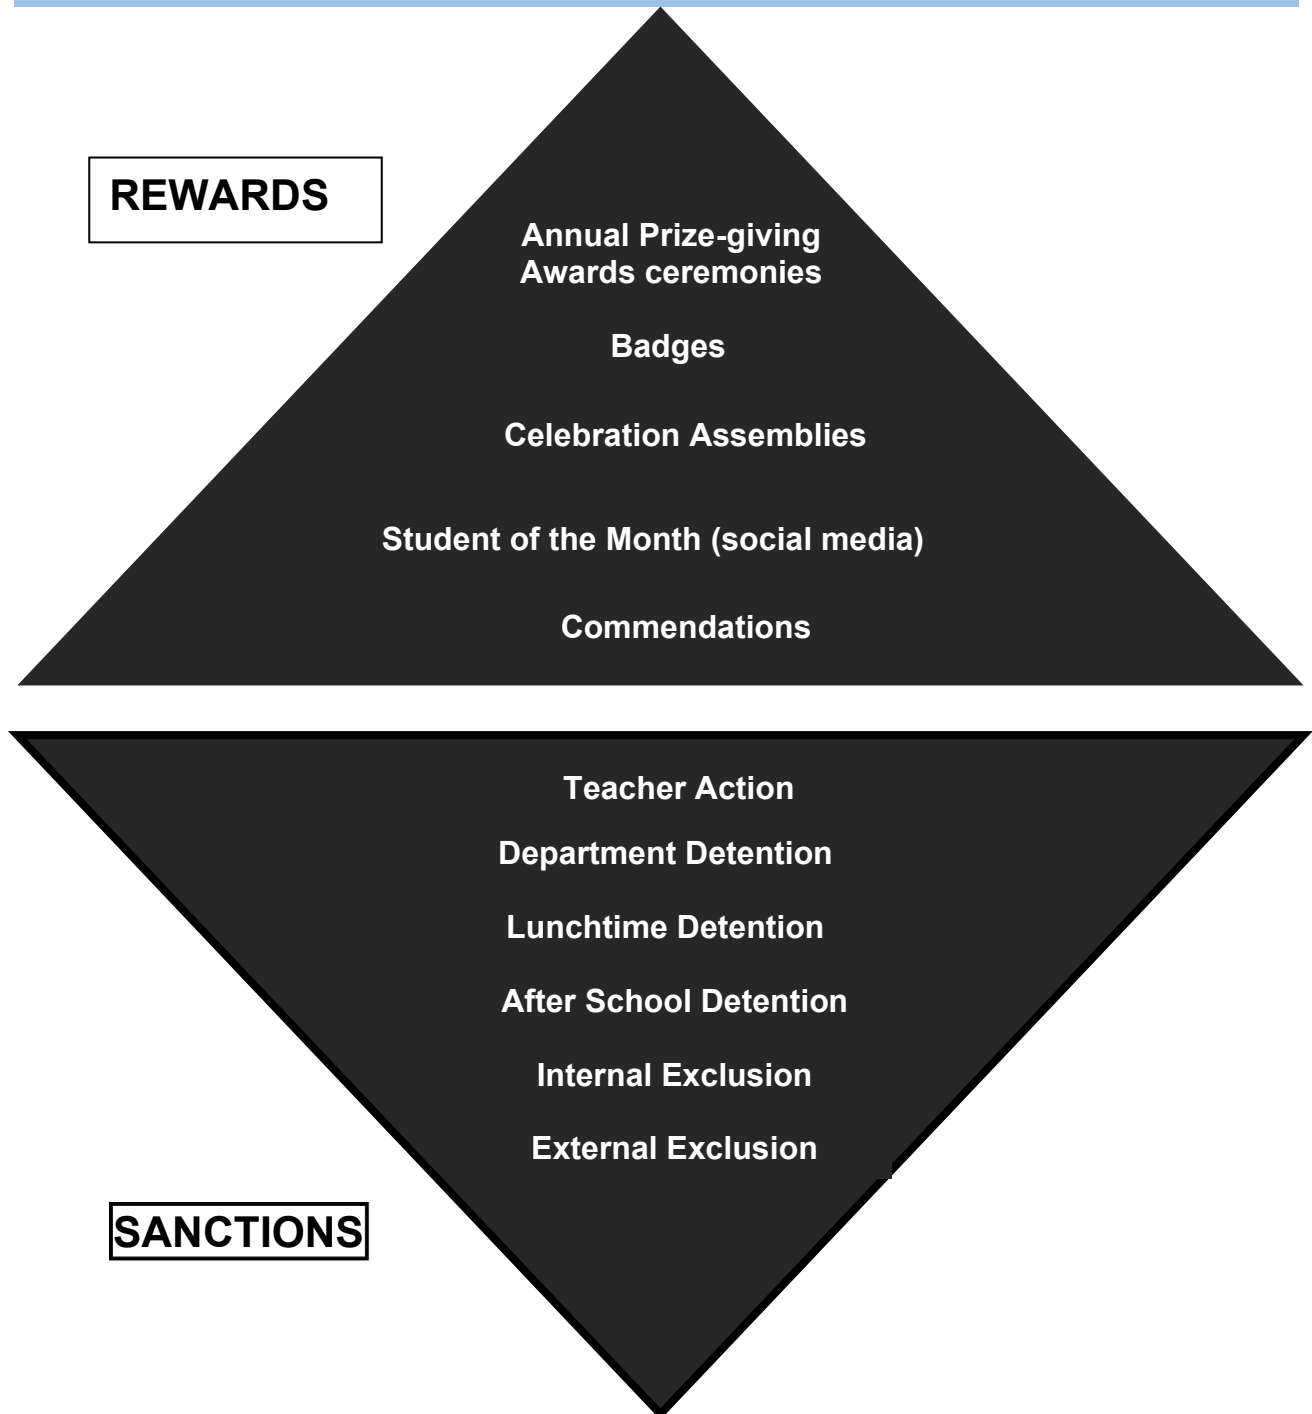 REWARDS
Annual Prize-giving
Awards ceremonies
Badges
Celebration Assemblies
Student of the Month (social media)
Commendations
Teacher Action
Department Detention
Lunchtime Detention
After School Detention
Internal Exclusion
External Exclusion
SANCTIONS